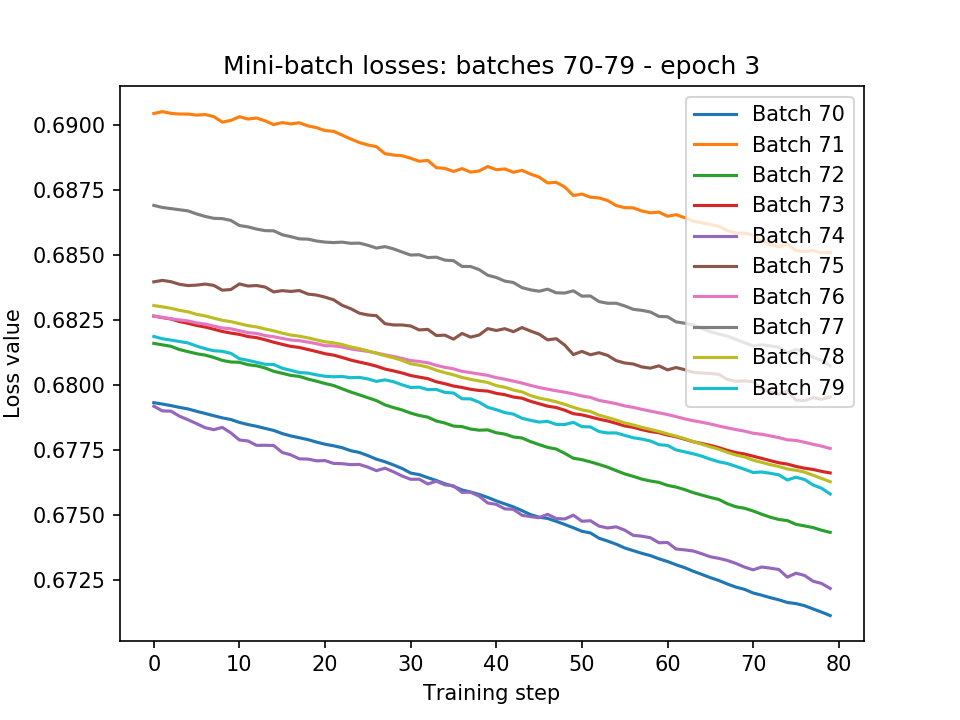 Mini-batch losses: batches 70-79 - epoch 3
0.6900
0.6875
0.6850
0.6825
0.6800
0.6775
0.6750
0.6725
Loss value
0 10 20 30 40 50 60 70 80
Training step
Batch 70
Batch 71
Batch 72
Batch 73
Batch 74
Batch 75
Batch 76
Batch 77
Batch 78
Batch 79